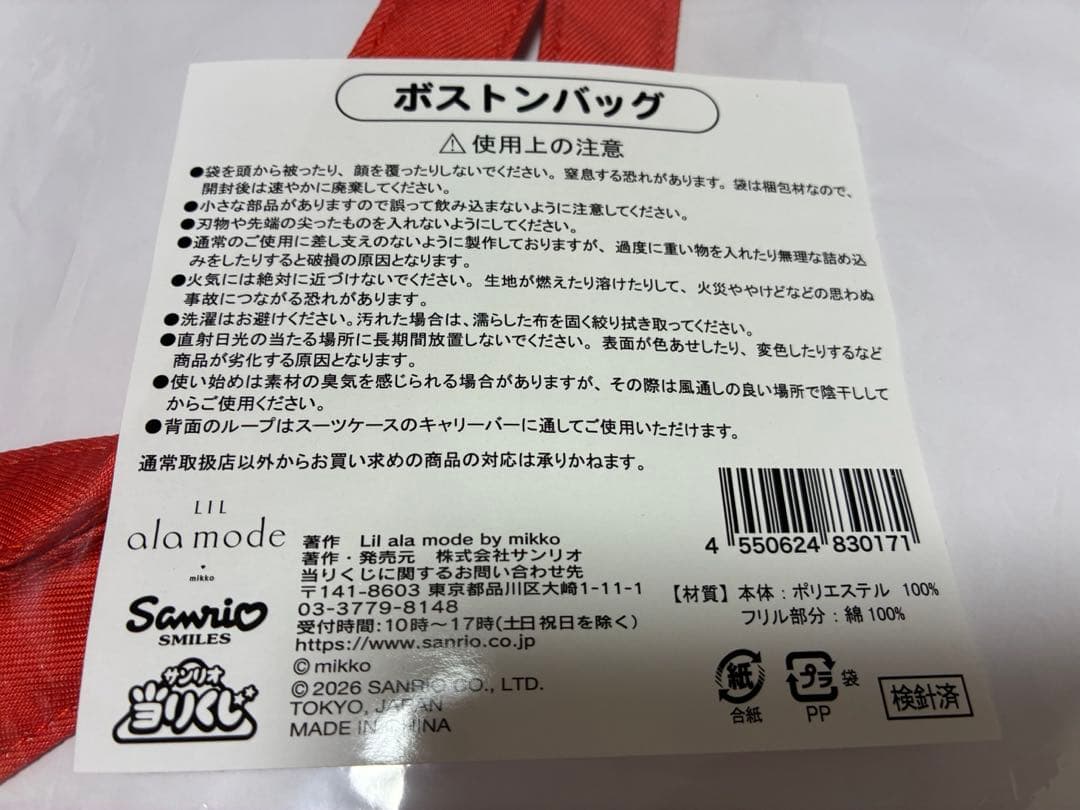 ボストンバッグ
⚠使用上の注意
●袋を頭から被ったり、顔を覆ったりしないでください。窒息する恐れがあります。袋は梱包材なので、
開封後は速やかに廃棄してください。
●小さな部品がありますので誤って飲み込まないように注意してください。
●刃物や先端の尖ったものを入れないようにしてください。
●通常のご使用に差し支えのないように製作しておりますが、過度に重い物を入れたり無理な詰め込
みをしたりすると破損の原因となります。
●火気には絶対に近づけないでください。生地が燃えたり溶けたりして、火災ややけどなどの思わぬ
事故につながる恐れがあります。
●洗濯はお避けください。汚れた場合は、濡らした布を固く絞り拭き取ってください。
●直射日光の当たる場所に長期間放置しないでください。表面が色あせしたり、変色したりするなど
商品が劣化する原因となります。
●使い始めは素材の臭気を感じられる場合がありますが、その際は風通しの良い場所で陰干しして
からご使用ください。
●背面のループはスーツケースのキャリーバーに通してご使用いただけます。
通常取扱店以外からお買い求めの商品の対応は承りかねます。
LIL
ala mode
mikko
Sanrio
SMILES
サンリオ
当りくじ
著作 Lil ala mode by mikko
著作・発売元 株式会社サンリオ
当りくじに関するお問い合わせ先
〒141-8603 東京都品川区大崎1-11-1
03-3779-8148
受付時間:10時〜17時(土日祝日を除く)
https://www.sanrio.co.jp
© mikko
© 2026 SANRIO CO., LTD.
TOKYO, JAPAN
MADE IN CHINA
4 550624 830171
【材質】本体:ポリエステル 100%
フリル部分:綿100%
紙
合紙
プラ 袋
PP
検針済